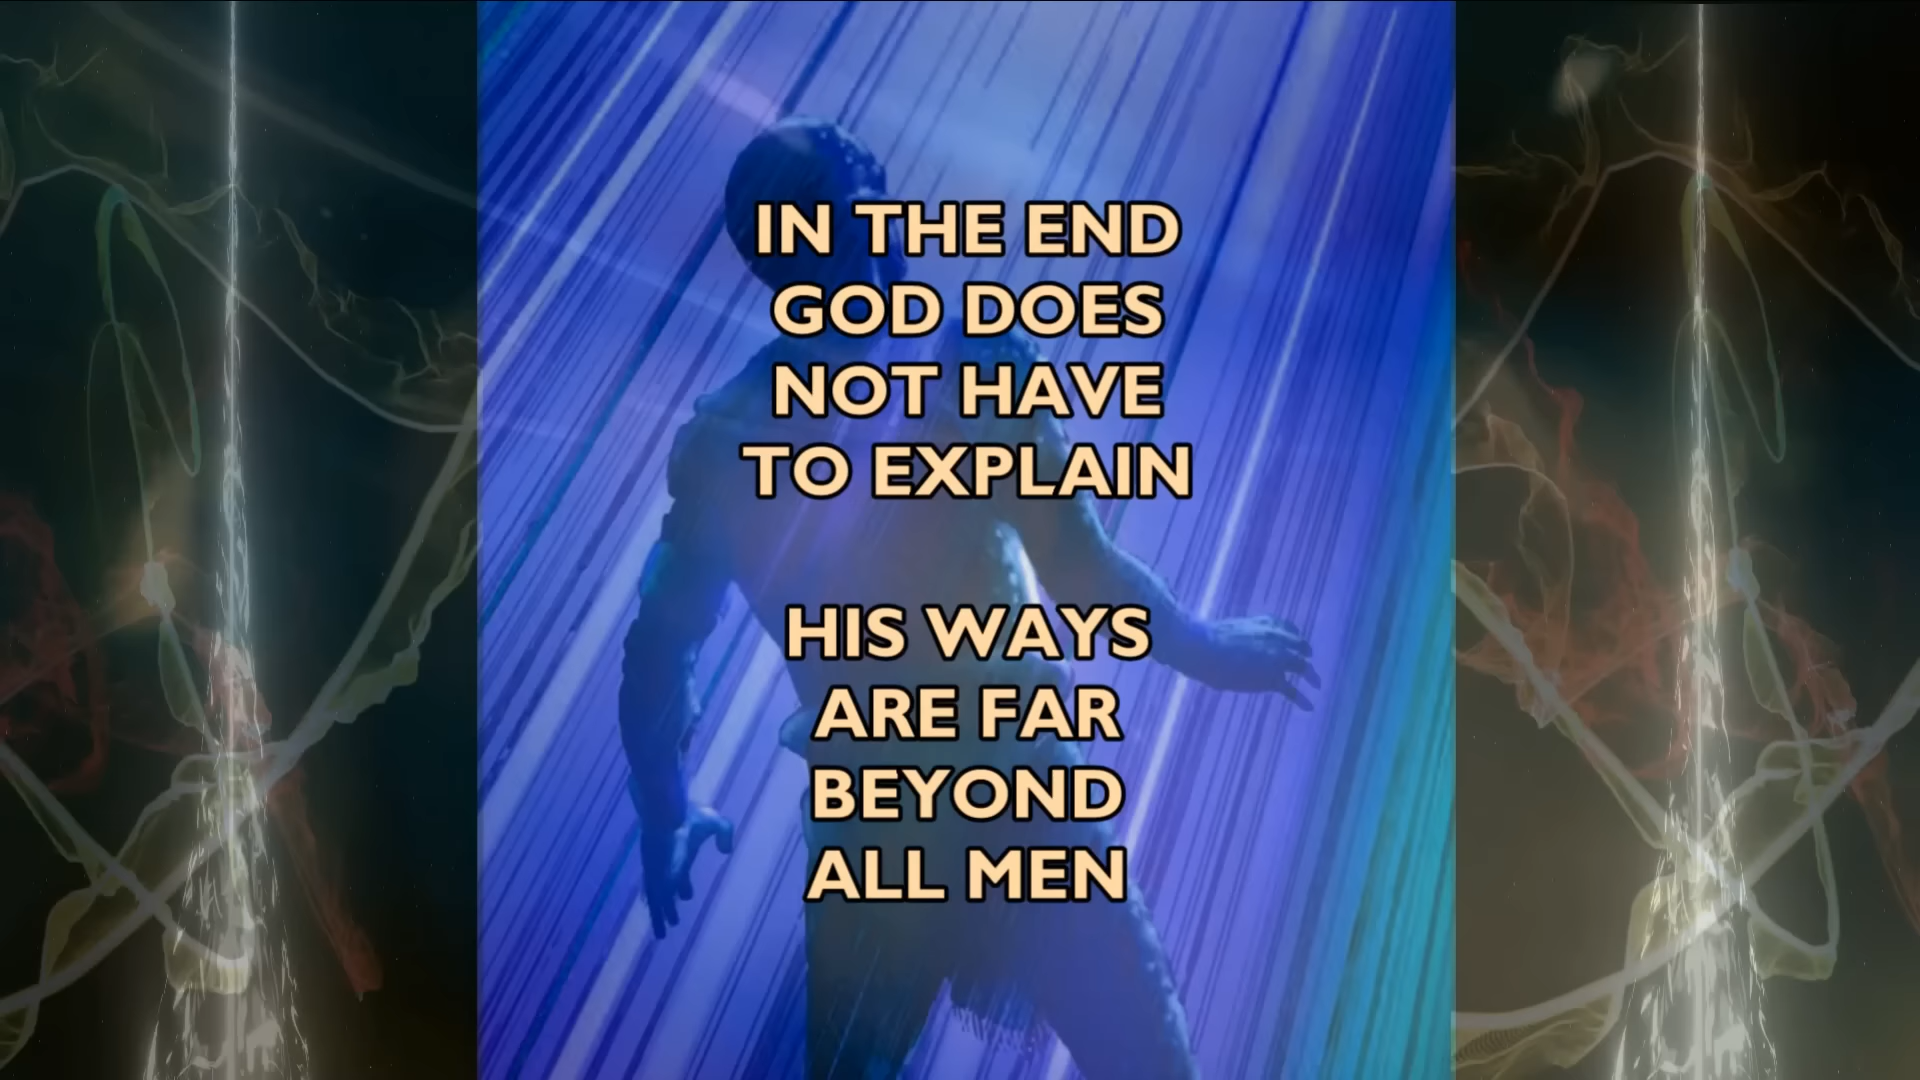 IN THE END
GOD DOES
NOT HAVE
TO EXPLAIN
HIS WAYS
ARE FAR
BEYOND
ALL MEN